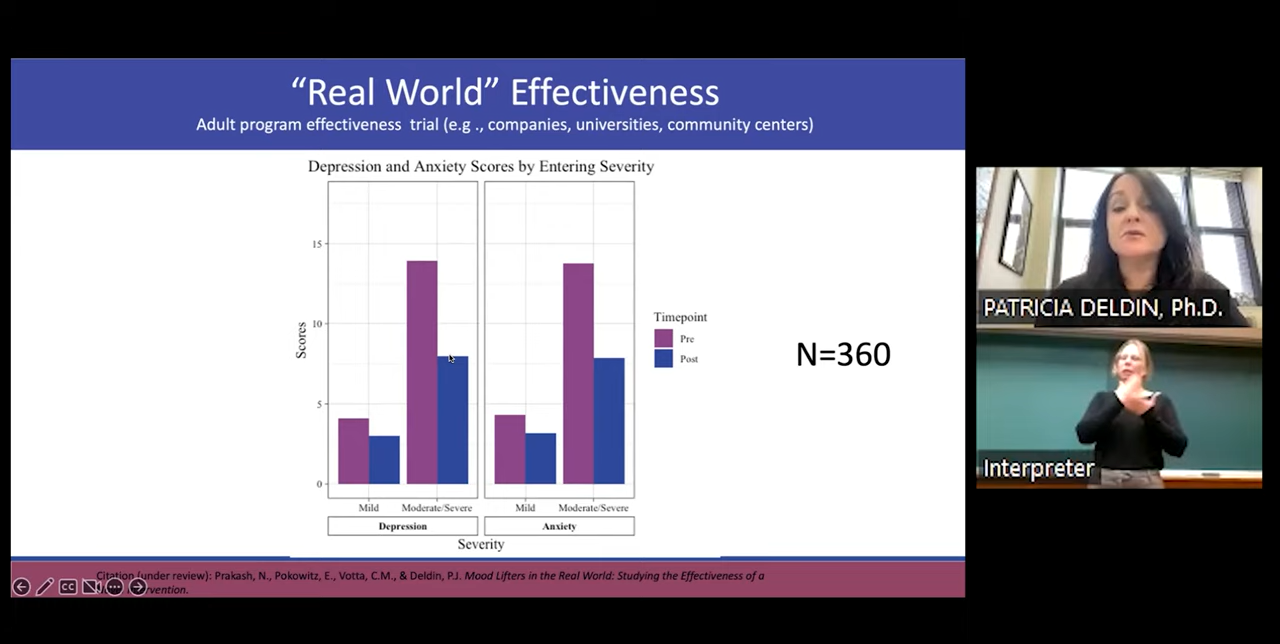 “Real World” Effectiveness
Adult program effectiveness  trial (e.g ., companies, universities, community centers)
Depression and Anxiety Scores by Entering Severity
Scores
15
10
5
0
Mild
Moderate/Severe
Mild
Moderate/Severe
Depression
Anxiety
Severity
Timepoint
Pre
Post
N=360
Citation (under review): Prakash, N., Pokowitz, E., Votta, C.M., & Deldin, P.J. Mood Lifters in the Real World: Studying the Effectiveness of a
CC
PATRICIA DELDIN, Ph.D.
Interpreter